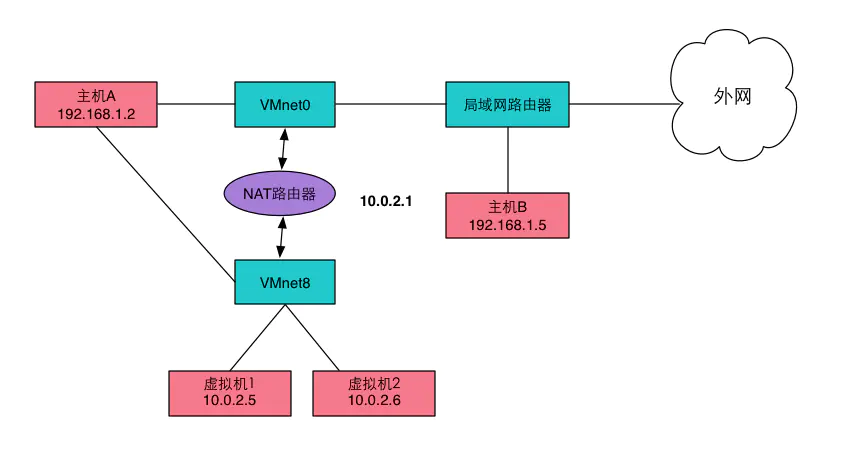 主机A
192.168.1.2
VMnet0
局域网路由器
外网
NAT路由器
10.0.2.1
主机B
192.168.1.5
VMnet8
虚拟机1
10.0.2.5
虚拟机2
10.0.2.6